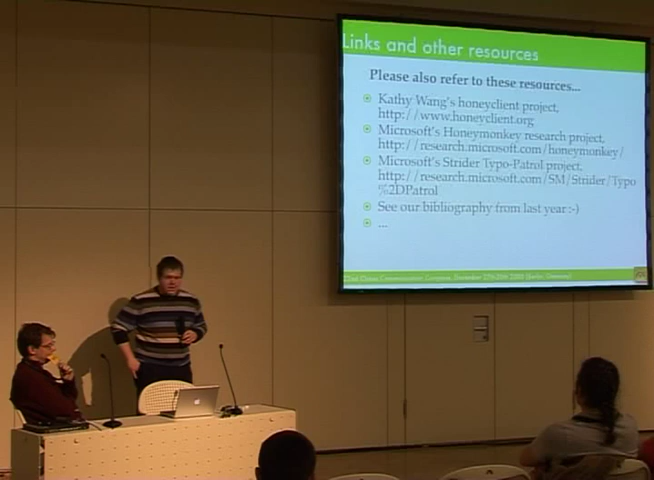 Links and other resources
Please also refer to these resources...
Kathy Wang's honeyclient project,
http://www.honeyclient.org
Microsoft's Honeymonkey research project,
http://research.microsoft.com/honeymonkey/
Microsoft's Strider Typo-Patrol project,
http://research.microsoft.com/SM/Strider/Typo
%2DPatrol
See our bibliography from last year :-)
...